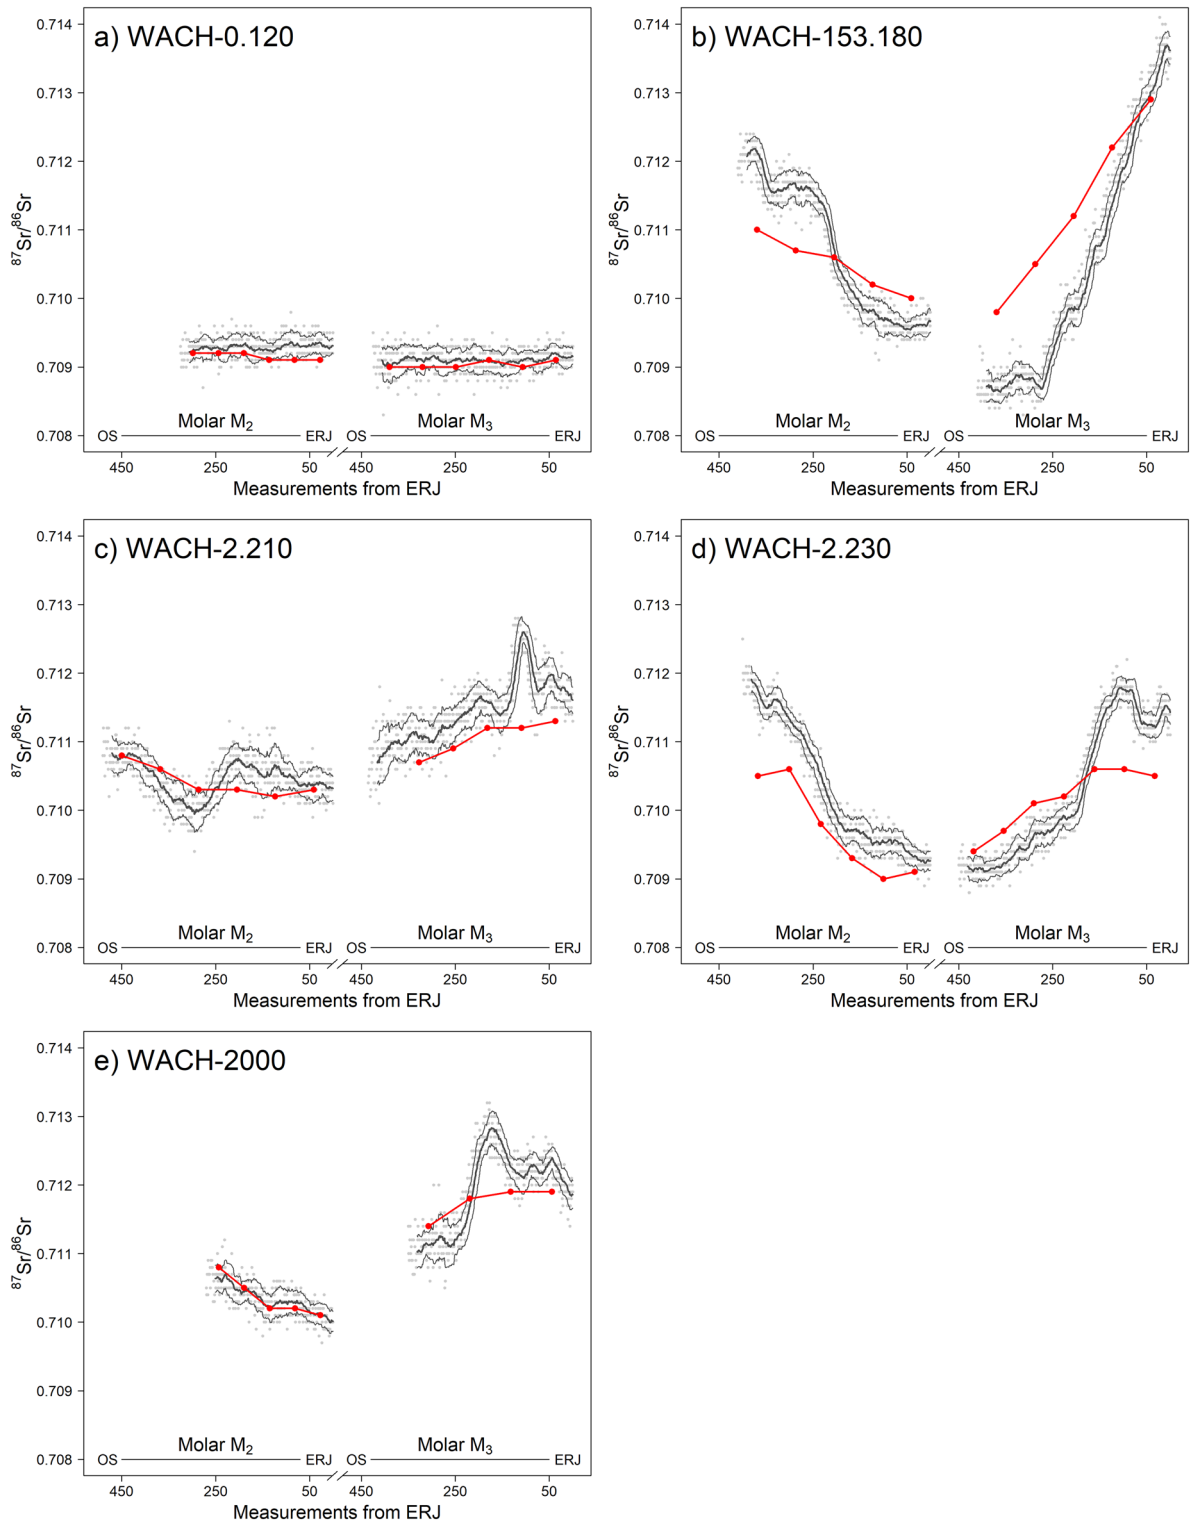 a) WACH-0.120
0.714
0.713
0.712
0.711
0.710
0.709
0.708
⁸⁷Sr/⁸⁶Sr
Molar M₂
Molar M₃
OS
ERJ
OS
ERJ
450 250 50 450 250 50
Measurements from ERJ
b) WACH-153.180
0.714
0.713
0.712
0.711
0.710
0.709
0.708
⁸⁷Sr/⁸⁶Sr
Molar M₂
Molar M₃
OS
ERJ
OS
ERJ
450 250 50 450 250 50
Measurements from ERJ
c) WACH-2.210
0.714
0.713
0.712
0.711
0.710
0.709
0.708
⁸⁷Sr/⁸⁶Sr
Molar M₂
Molar M₃
OS
ERJ
OS
ERJ
450 250 50 450 250 50
Measurements from ERJ
d) WACH-2.230
0.714
0.713
0.712
0.711
0.710
0.709
0.708
⁸⁷Sr/⁸⁶Sr
Molar M₂
Molar M₃
OS
ERJ
OS
ERJ
450 250 50 450 250 50
Measurements from ERJ
e) WACH-2000
0.714
0.713
0.712
0.711
0.710
0.709
0.708
⁸⁷Sr/⁸⁶Sr
Molar M₂
Molar M₃
OS
ERJ
OS
ERJ
450 250 50 450 250 50
Measurements from ERJ